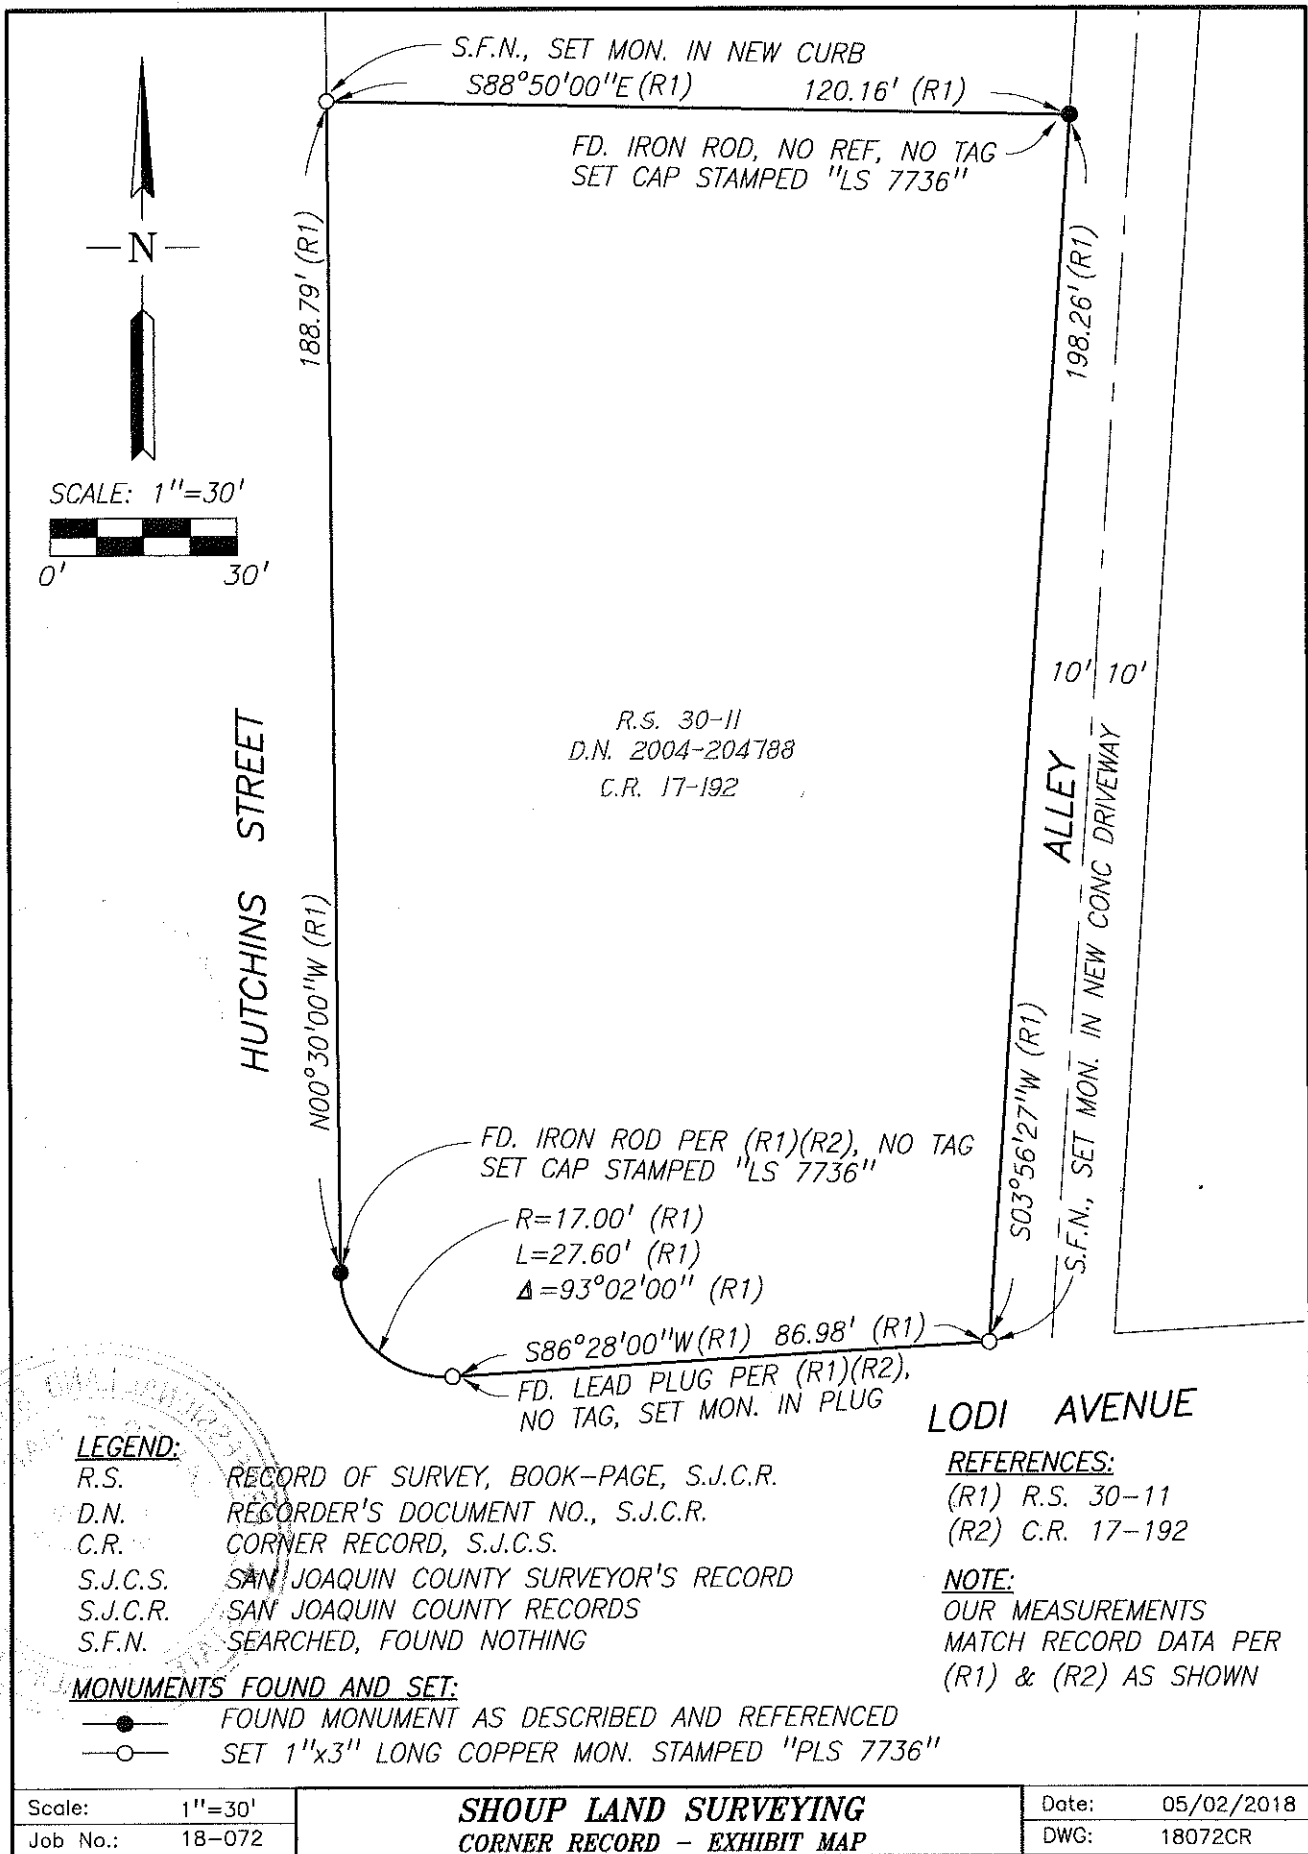 S.F.N., SET MON. IN NEW CURB
S88°50'00"E (R1) 120.16' (R1)
FD. IRON ROD, NO REF, NO TAG
SET CAP STAMPED "LS 7736"
N
188.79' (R1)
198.26' (R1)
SCALE: 1"=30'
0' 30'
10' 10'
R.S. 30-11
D.N. 2004-204788
C.R. 17-192
HUTCHINS STREET
ALLEY
S.F.N., SET MON. IN NEW CONC DRIVEWAY
N00°30'00"W (R1)
S03°56'27"W (R1)
FD. IRON ROD PER (R1)(R2), NO TAG
SET CAP STAMPED "LS 7736"
R=17.00' (R1)
L=27.60' (R1)
Δ=93°02'00" (R1)
S86°28'00"W (R1) 86.98' (R1)
FD. LEAD PLUG PER (R1)(R2),
NO TAG, SET MON. IN PLUG
LODI AVENUE
LEGEND:
R.S. RECORD OF SURVEY, BOOK-PAGE, S.J.C.R.
D.N. RECORDER'S DOCUMENT NO., S.J.C.R.
C.R. CORNER RECORD, S.J.C.S.
S.J.C.S. SAN JOAQUIN COUNTY SURVEYOR'S RECORD
S.J.C.R. SAN JOAQUIN COUNTY RECORDS
S.F.N. SEARCHED, FOUND NOTHING
REFERENCES:
(R1) R.S. 30-11
(R2) C.R. 17-192
NOTE:
OUR MEASUREMENTS
MATCH RECORD DATA PER
(R1) & (R2) AS SHOWN
MONUMENTS FOUND AND SET:
FOUND MONUMENT AS DESCRIBED AND REFERENCED
SET 1"x3" LONG COPPER MON. STAMPED "PLS 7736"
Scale: 1"=30'
Job No.: 18-072
SHOUP LAND SURVEYING
CORNER RECORD - EXHIBIT MAP
Date: 05/02/2018
DWG: 18072CR